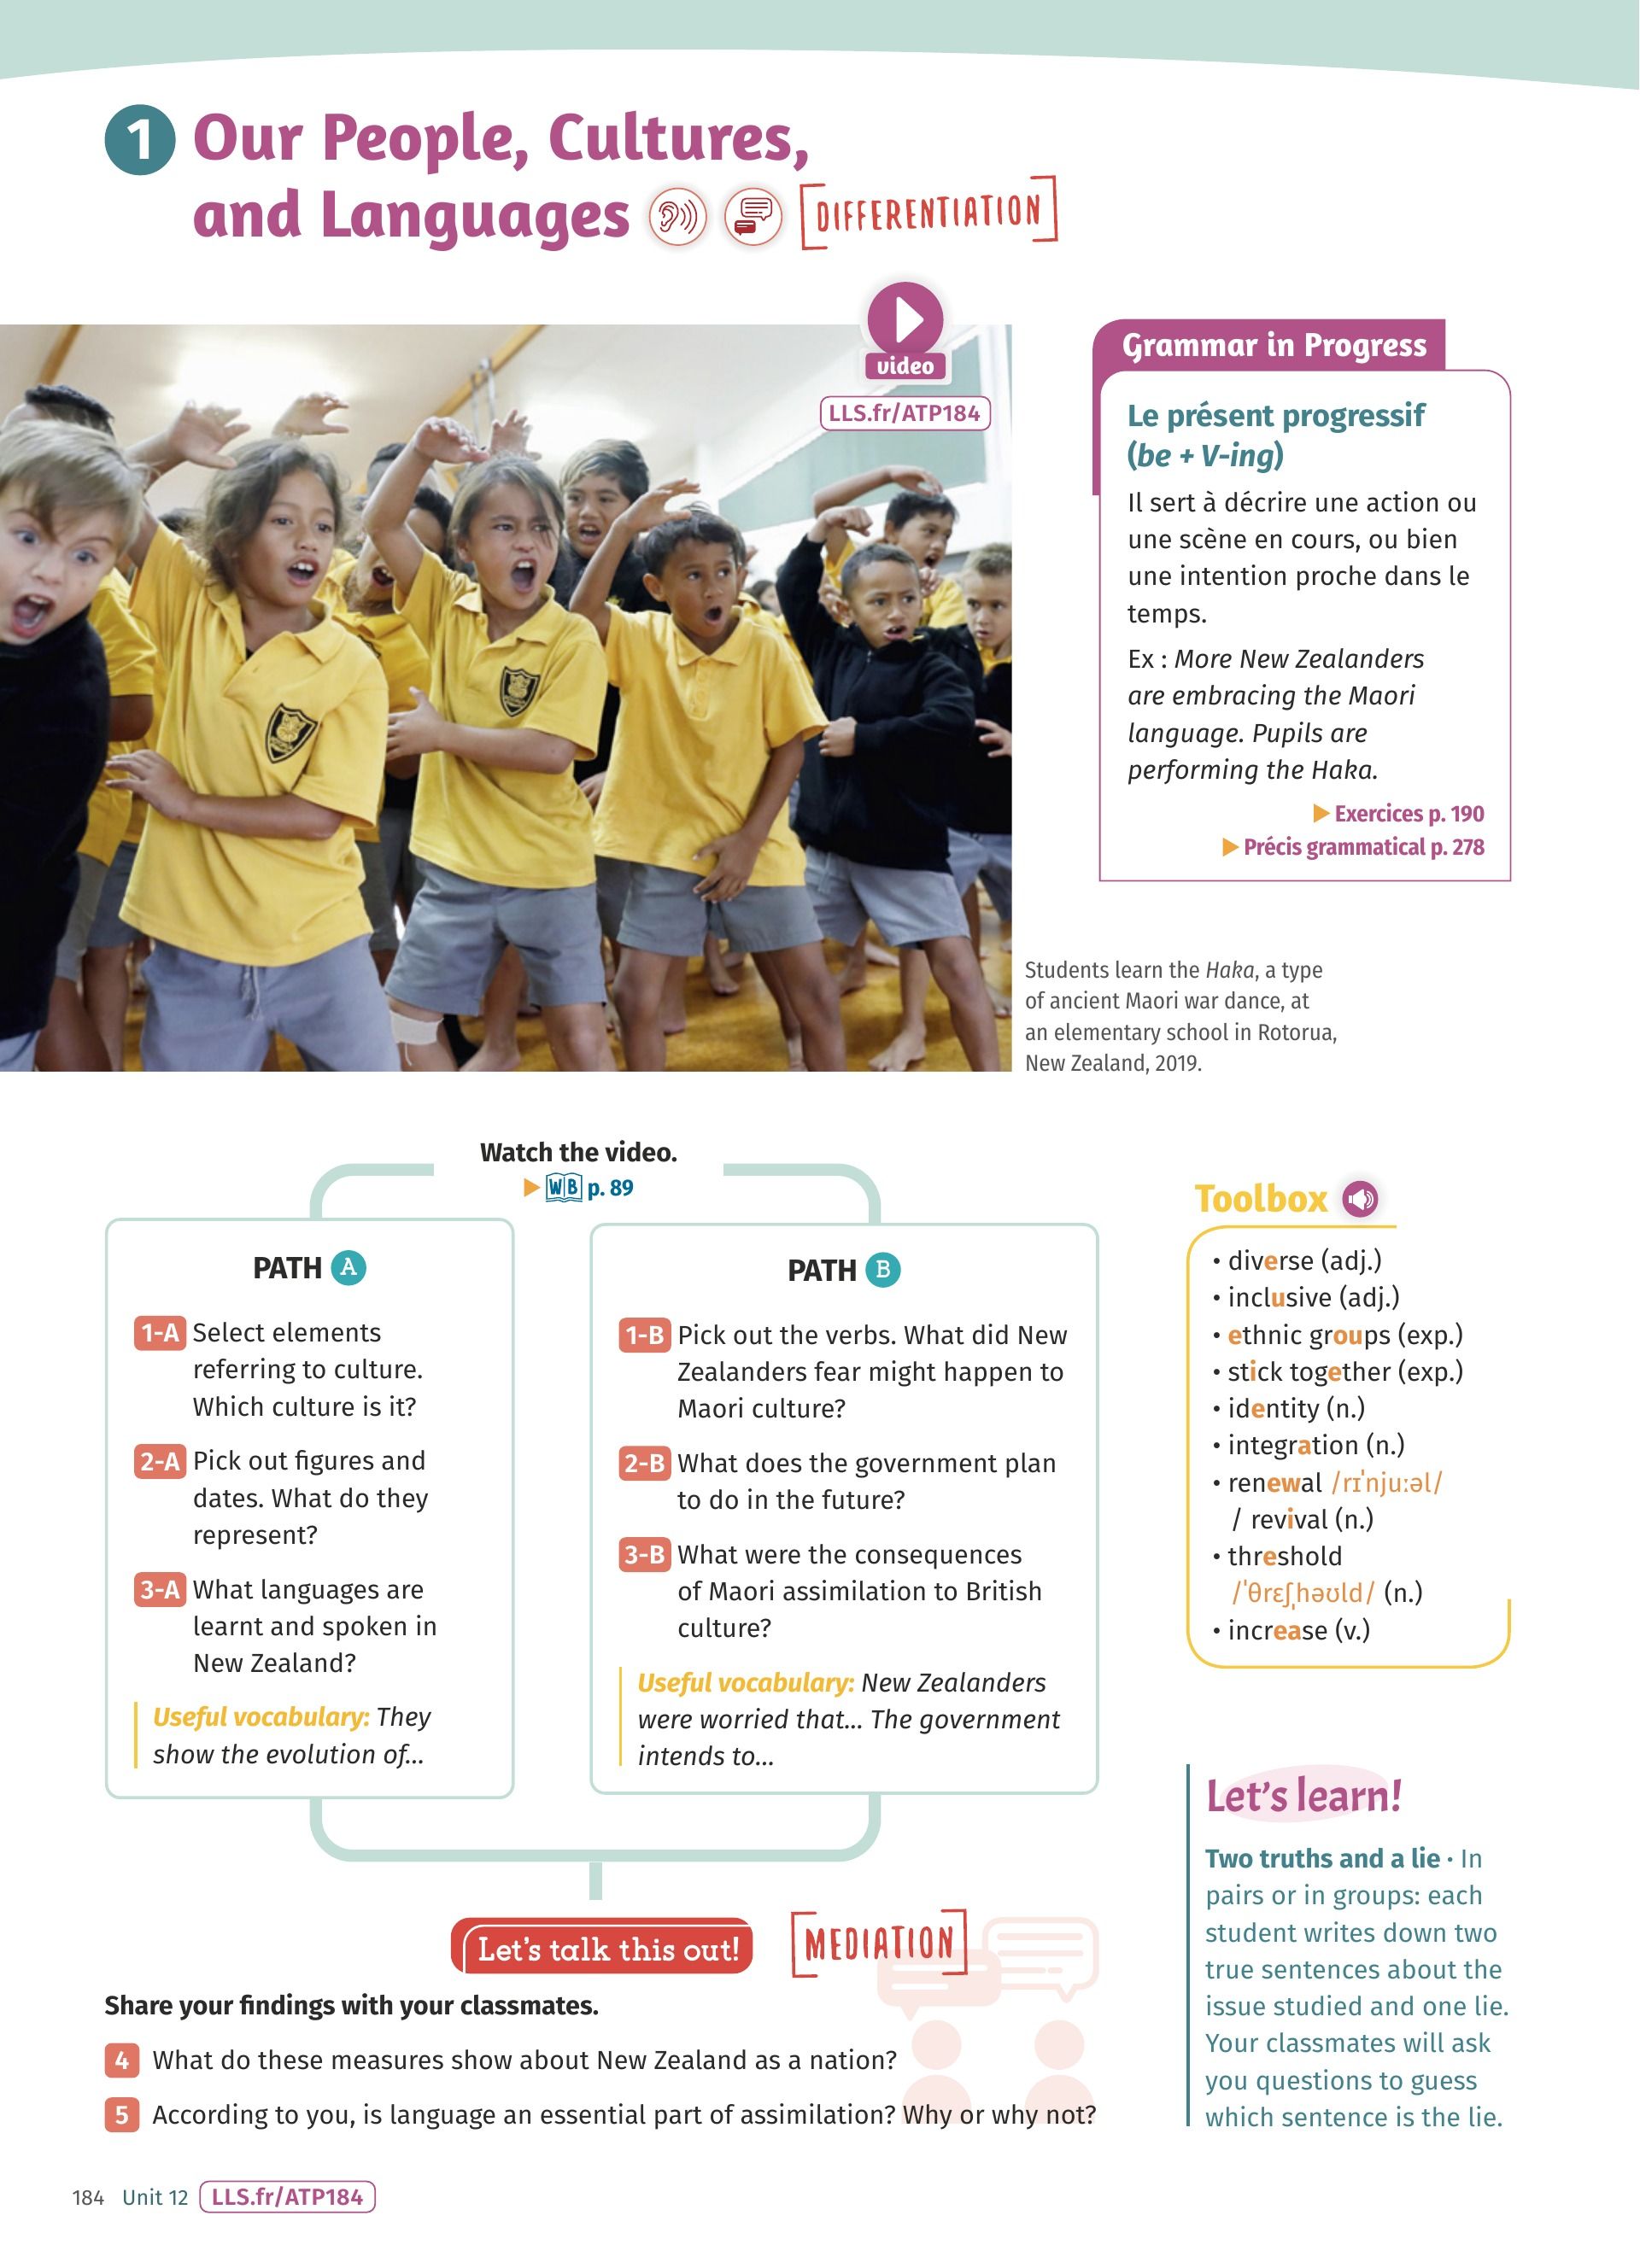 1 Our People, Cultures,
and Languages
DIFFERENTIATION
video
LLS.fr/ATP184
Grammar in Progress
Le présent progressif
(be + V-ing)
Il sert à décrire une action ou
une scène en cours, ou bien
une intention proche dans le
temps.
Ex : More New Zealanders
are embracing the Maori
language. Pupils are
performing the Haka.
Exercices p. 190
Précis grammatical p. 278
Students learn the Haka, a type
of ancient Maori war dance, at
an elementary school in Rotorua,
New Zealand, 2019.
Watch the video.
WB p. 89
PATH A
1-A Select elements
referring to culture.
Which culture is it?
2-A Pick out figures and
dates. What do they
represent?
3-A What languages are
learnt and spoken in
New Zealand?
Useful vocabulary: They
show the evolution of...
PATH B
1-B Pick out the verbs. What did New
Zealanders fear might happen to
Maori culture?
2-B What does the government plan
to do in the future?
3-B What were the consequences
of Maori assimilation to British
culture?
Useful vocabulary: New Zealanders
were worried that... The government
intends to...
Toolbox
• diverse (adj.)
• inclusive (adj.)
• ethnic groups (exp.)
• stick together (exp.)
• identity (n.)
• integration (n.)
• renewal /rɪˈnjuːəl/
/ revival (n.)
• threshold
/ˈθrɛʃˌhəʊld/ (n.)
• increase (v.)
Let's learn!
Two truths and a lie · In
pairs or in groups: each
student writes down two
true sentences about the
issue studied and one lie.
Your classmates will ask
you questions to guess
which sentence is the lie.
Let's talk this out!
MEDIATION
Share your findings with your classmates.
4 What do these measures show about New Zealand as a nation?
5 According to you, is language an essential part of assimilation? Why or why not?
184 Unit 12 LLS.fr/ATP184